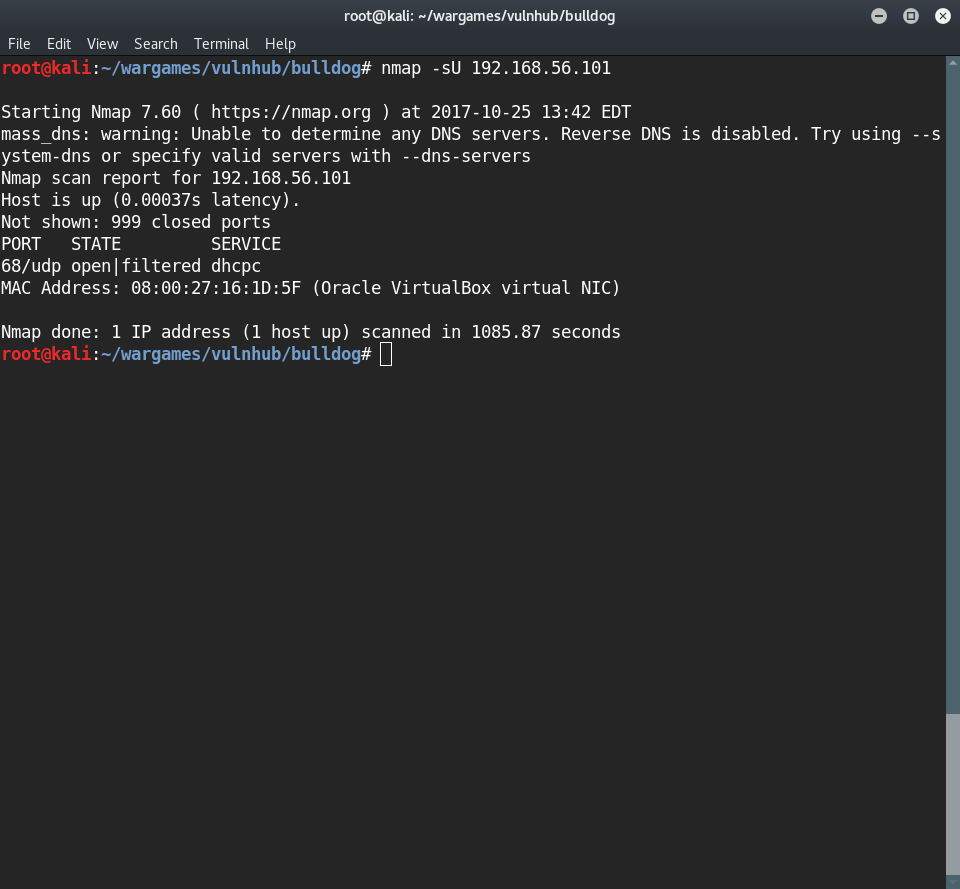 root@kali: ~/wargames/vulnhub/bulldog
File Edit View Search Terminal Help
root@kali:~/wargames/vulnhub/bulldog# nmap -sU 192.168.56.101
Starting Nmap 7.60 ( https://nmap.org ) at 2017-10-25 13:42 EDT
mass_dns: warning: Unable to determine any DNS servers. Reverse DNS is disabled. Try using --s
ystem-dns or specify valid servers with --dns-servers
Nmap scan report for 192.168.56.101
Host is up (0.00037s latency).
Not shown: 999 closed ports
PORT   STATE         SERVICE
68/udp open|filtered dhcpc
MAC Address: 08:00:27:16:1D:5F (Oracle VirtualBox virtual NIC)
Nmap done: 1 IP address (1 host up) scanned in 1085.87 seconds
root@kali:~/wargames/vulnhub/bulldog#